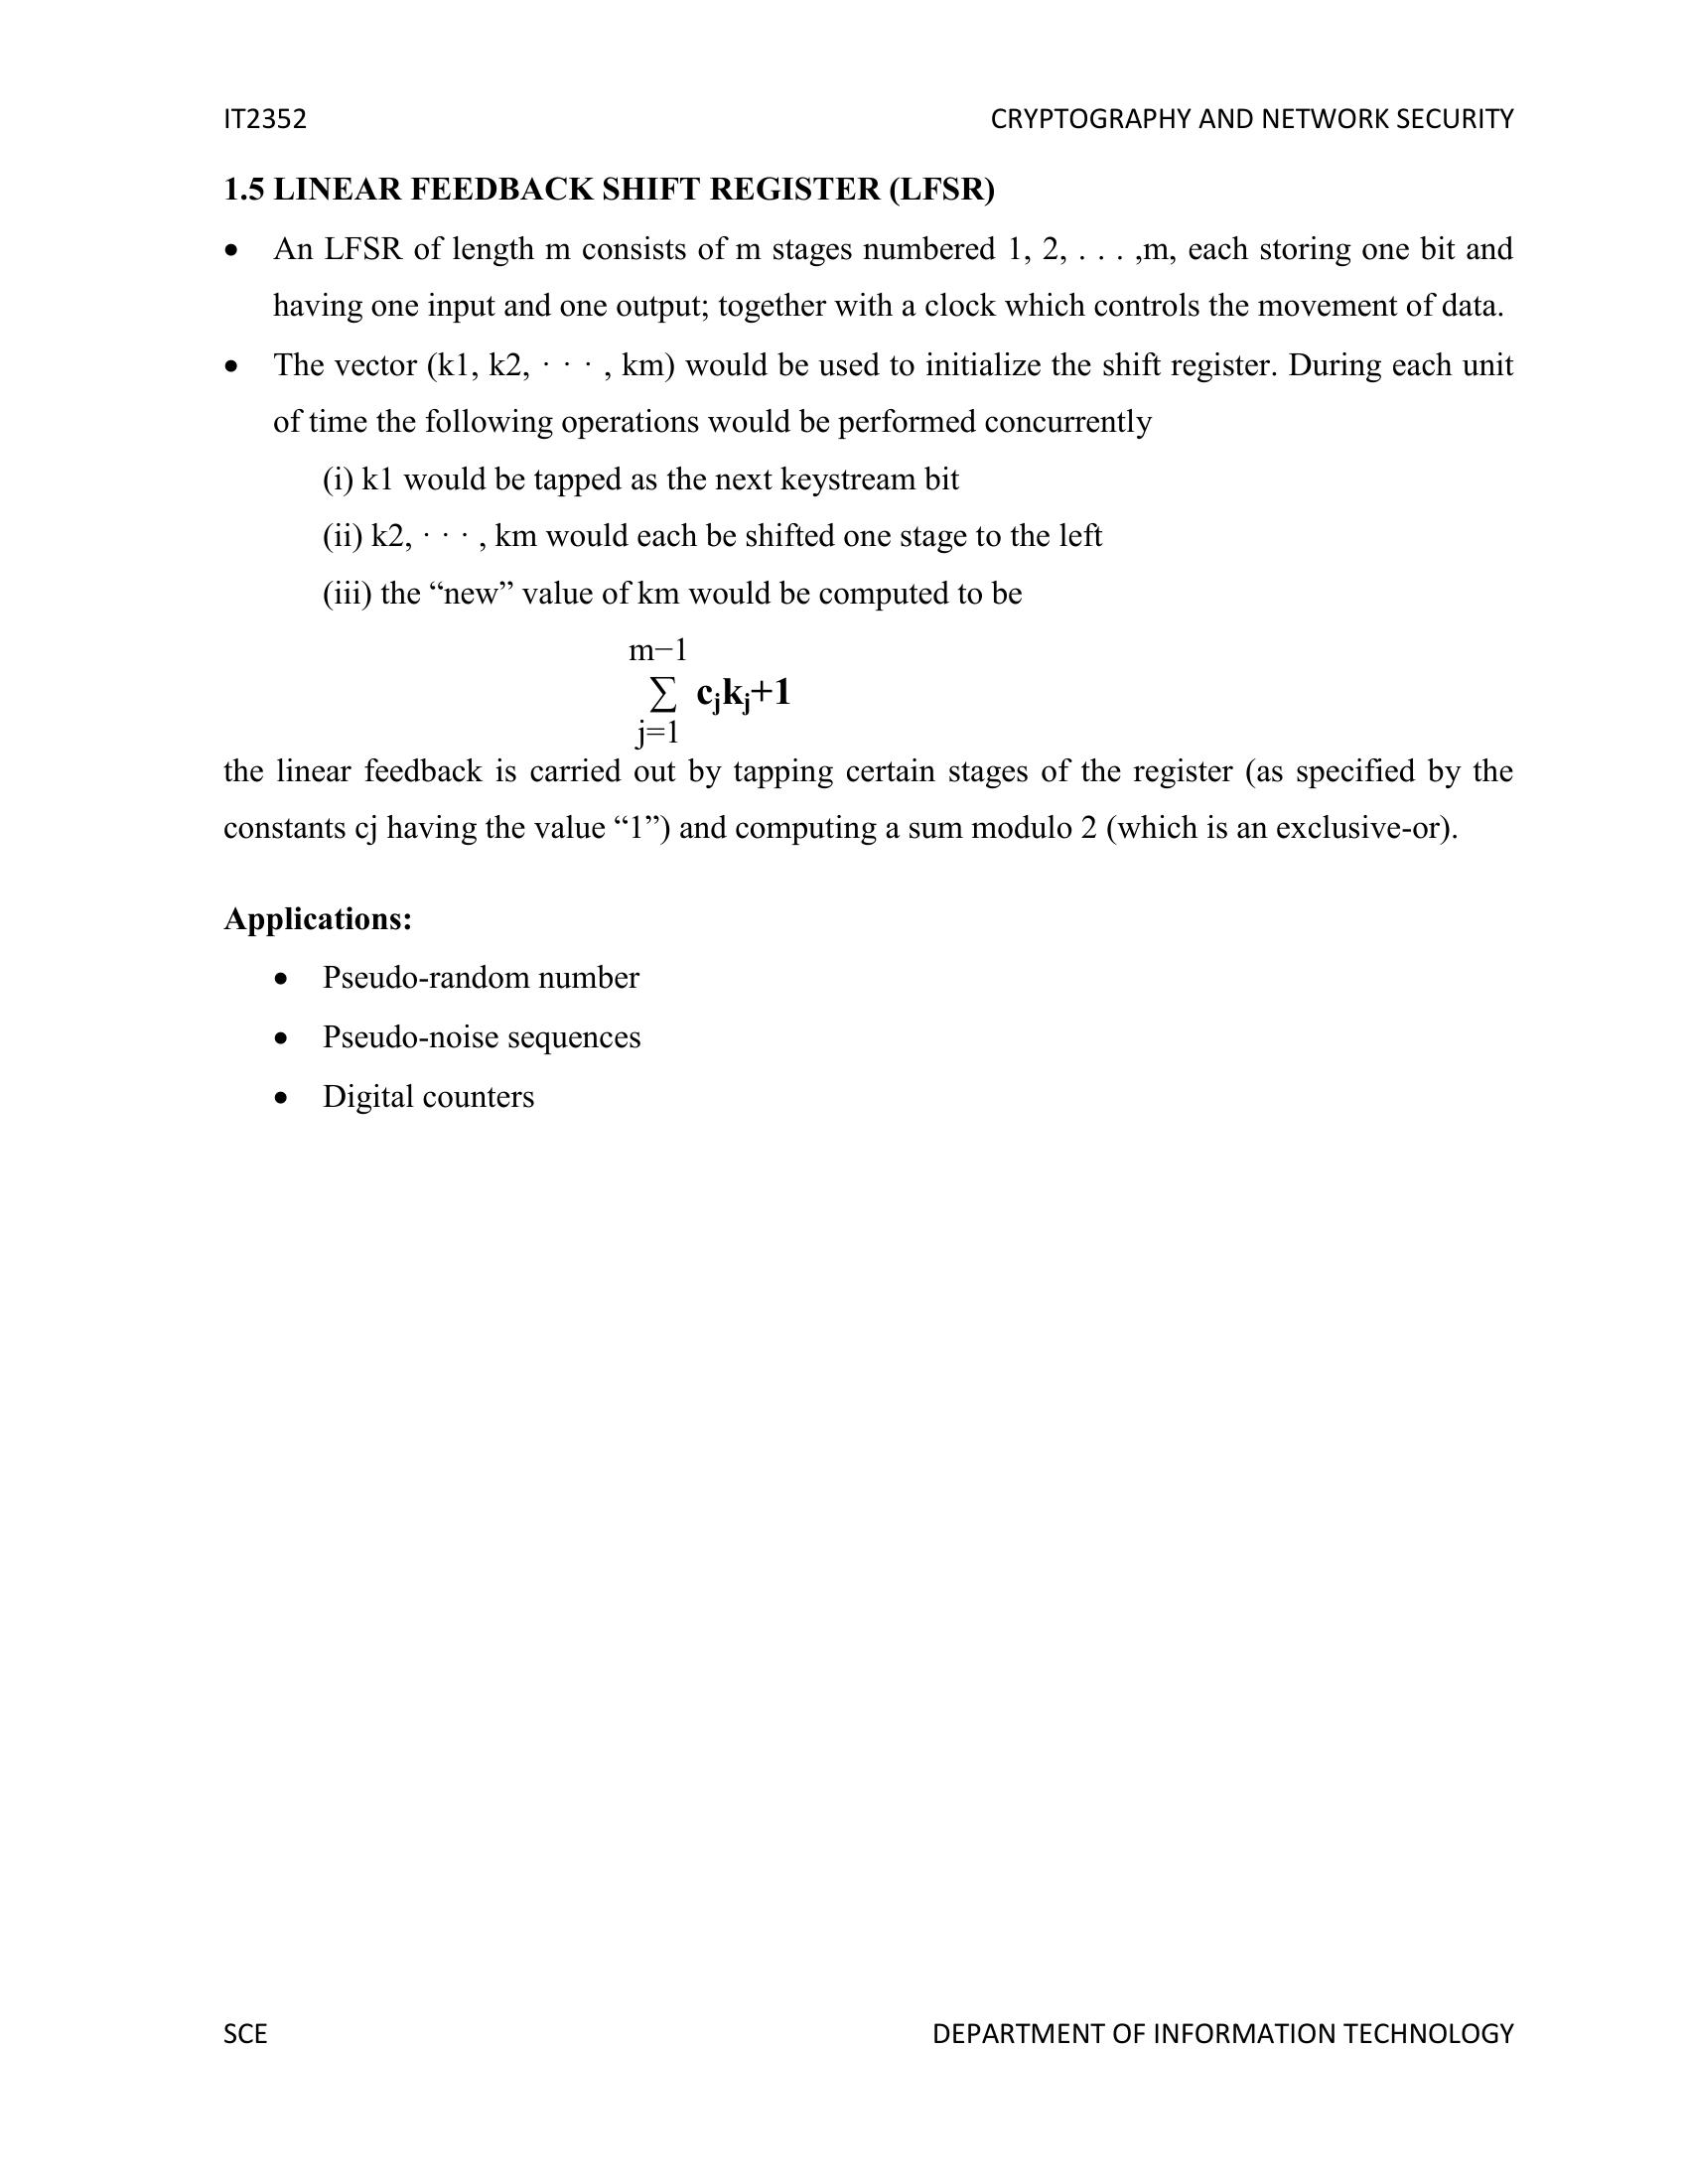 IT2352 CRYPTOGRAPHY AND NETWORK SECURITY
1.5 LINEAR FEEDBACK SHIFT REGISTER (LFSR)
• An LFSR of length m consists of m stages numbered 1, 2, . . . ,m, each storing one bit and
having one input and one output; together with a clock which controls the movement of data.
• The vector (k1, k2, · · · , km) would be used to initialize the shift register. During each unit
of time the following operations would be performed concurrently
(i) k1 would be tapped as the next keystream bit
(ii) k2, · · · , km would each be shifted one stage to the left
(iii) the “new” value of km would be computed to be
m−1
∑ cjkj+1
j=1
the linear feedback is carried out by tapping certain stages of the register (as specified by the
constants cj having the value “1”) and computing a sum modulo 2 (which is an exclusive-or).
Applications:
• Pseudo-random number
• Pseudo-noise sequences
• Digital counters
SCE DEPARTMENT OF INFORMATION TECHNOLOGY